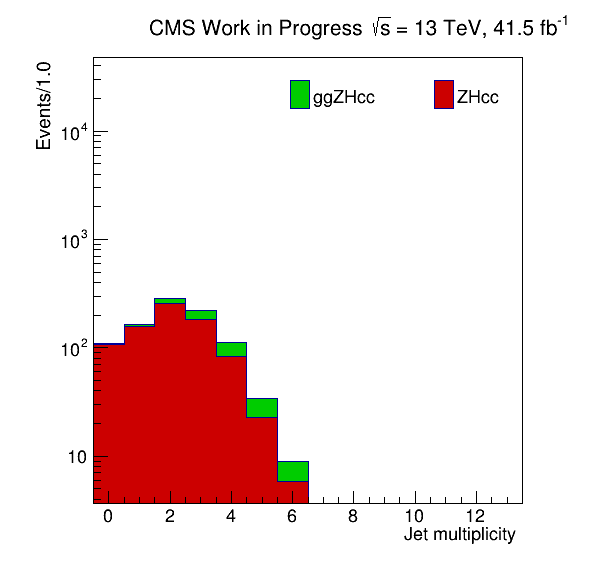 CMS Work in Progress √s = 13 TeV, 41.5 fb⁻¹
Events/1.0
ggZHcc ZHcc
10⁴
10³
10²
10
0 2 4 6 8 10 12
Jet multiplicity